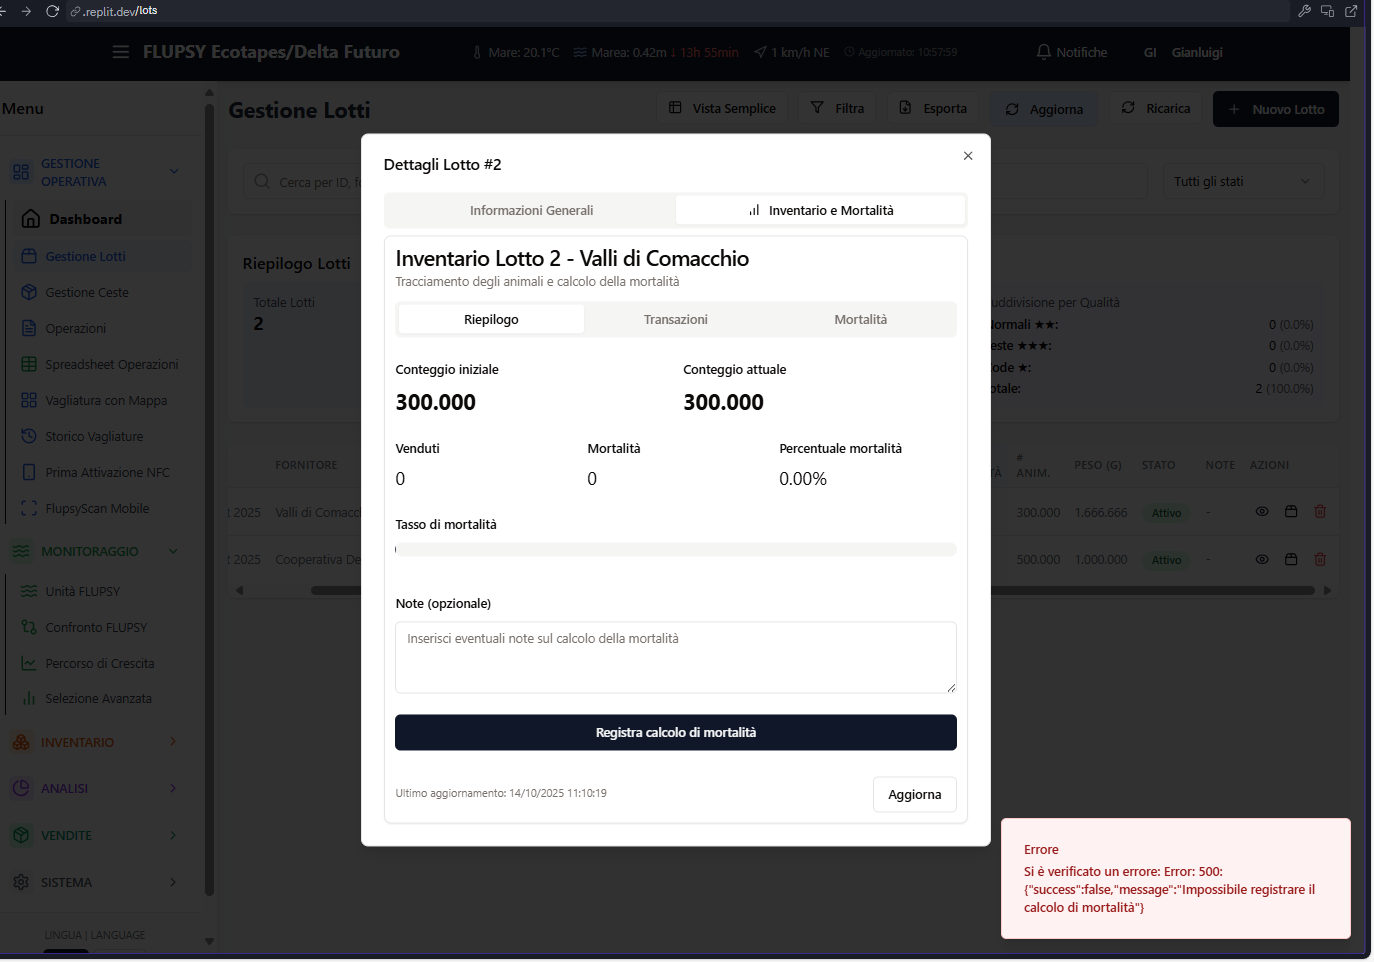 .replit.dev/lots
FLUPSY Ecotapes/Delta Futuro
Mare: 20.1°C
Marea: 0.42m ↓ 13h 55min
1 km/h NE
Aggiornato: 10:57:59
Notifiche
GI
Gianluigi
Menu
GESTIONE
OPERATIVA
Dashboard
Gestione Lotti
Gestione Ceste
Operazioni
Spreadsheet Operazioni
Vagliatura con Mappa
Storico Vagliature
Prima Attivazione NFC
FlupsyScan Mobile
MONITORAGGIO
Unità FLUPSY
Confronto FLUPSY
Percorso di Crescita
Selezione Avanzata
INVENTARIO
ANALISI
VENDITE
SISTEMA
LINGUA | LANGUAGE
Gestione Lotti
Vista Semplice
Filtra
Esporta
Aggiorna
Ricarica
+ Nuovo Lotto
Cerca per ID, fo
Tutti gli stati
Riepilogo Lotti
Totale Lotti
2
uddivisione per Qualità
Normali ★★: 0 (0.0%)
este ★★★: 0 (0.0%)
ode ★: 0 (0.0%)
otale: 2 (100.0%)
FORNITORE
TÀ
# ANIM.
PESO (G)
STATO
NOTE
AZIONI
2025 Valli di Comacc 300.000 1.666.666 Attivo -
2025 Cooperativa De 500.000 1.000.000 Attivo -
Dettagli Lotto #2
Informazioni Generali
Inventario e Mortalità
Inventario Lotto 2 - Valli di Comacchio
Tracciamento degli animali e calcolo della mortalità
Riepilogo
Transazioni
Mortalità
Conteggio iniziale
Conteggio attuale
300.000
300.000
Venduti
Mortalità
Percentuale mortalità
0
0
0.00%
Tasso di mortalità
Note (opzionale)
Inserisci eventuali note sul calcolo della mortalità
Registra calcolo di mortalità
Ultimo aggiornamento: 14/10/2025 11:10:19
Aggiorna
Errore
Si è verificato un errore: Error: 500:
{"success":false,"message":"Impossibile registrare il
calcolo di mortalità"}